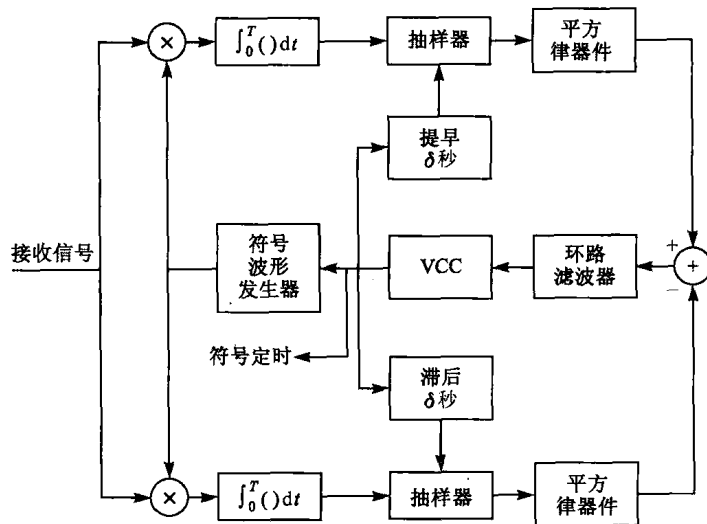 × ∫₀ᵀ()dt 抽样器 平方
律器件
提早
δ秒
接收信号
符号
波形
发生器
VCC
环路
滤波器
+
+
−
符号定时
滞后
δ秒
× ∫₀ᵀ()dt 抽样器 平方
律器件